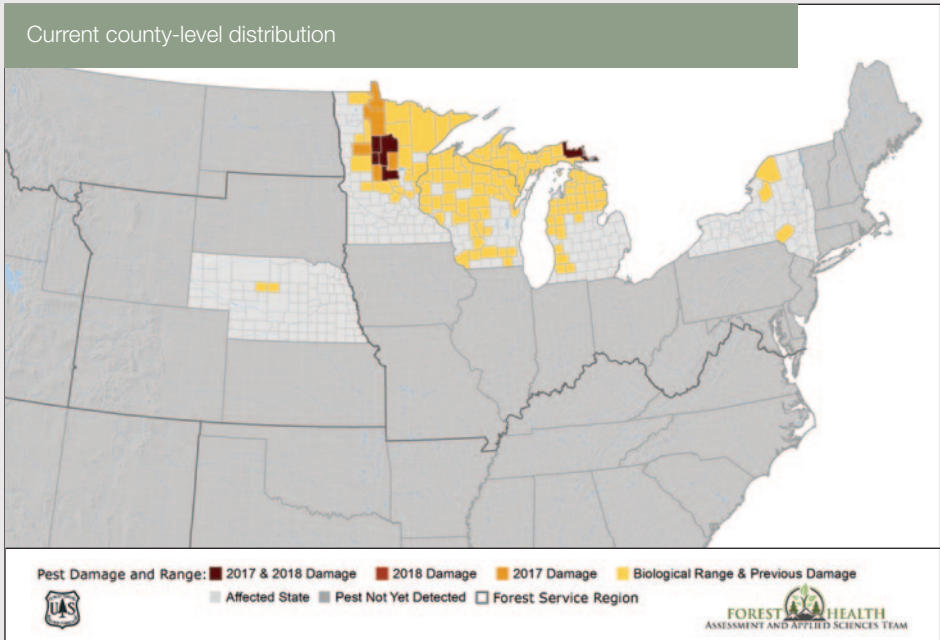 Current county-level distribution
Pest Damage and Range: 2017 & 2018 Damage 2018 Damage 2017 Damage Biological Range & Previous Damage
Affected State Pest Not Yet Detected Forest Service Region
UAS
FOREST HEALTH
ASSESSMENT AND APPLIED SCIENCES TEAM